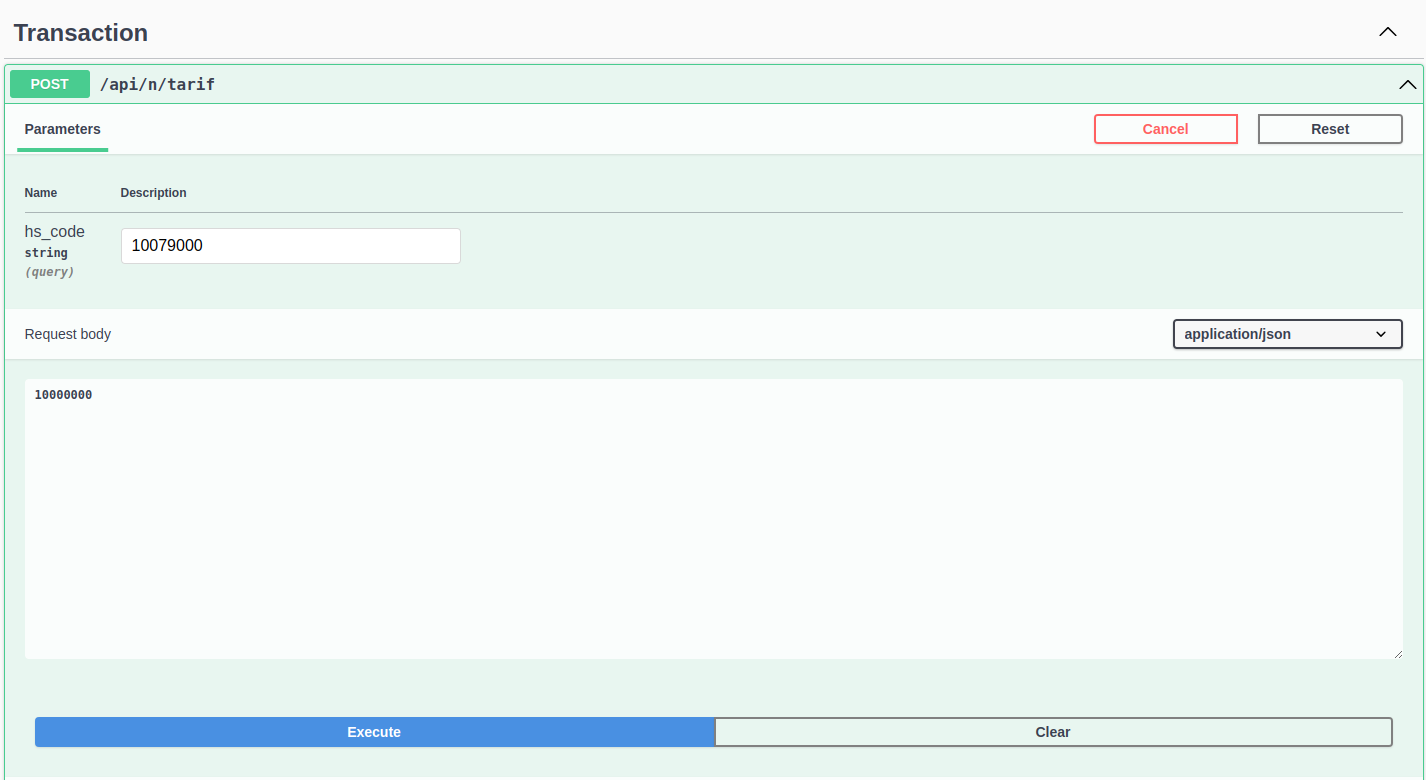 Transaction
POST /api/n/tarif
Parameters Cancel Reset
Name Description
hs_code 10079000
string
(query)
Request body application/json
10000000
Execute Clear